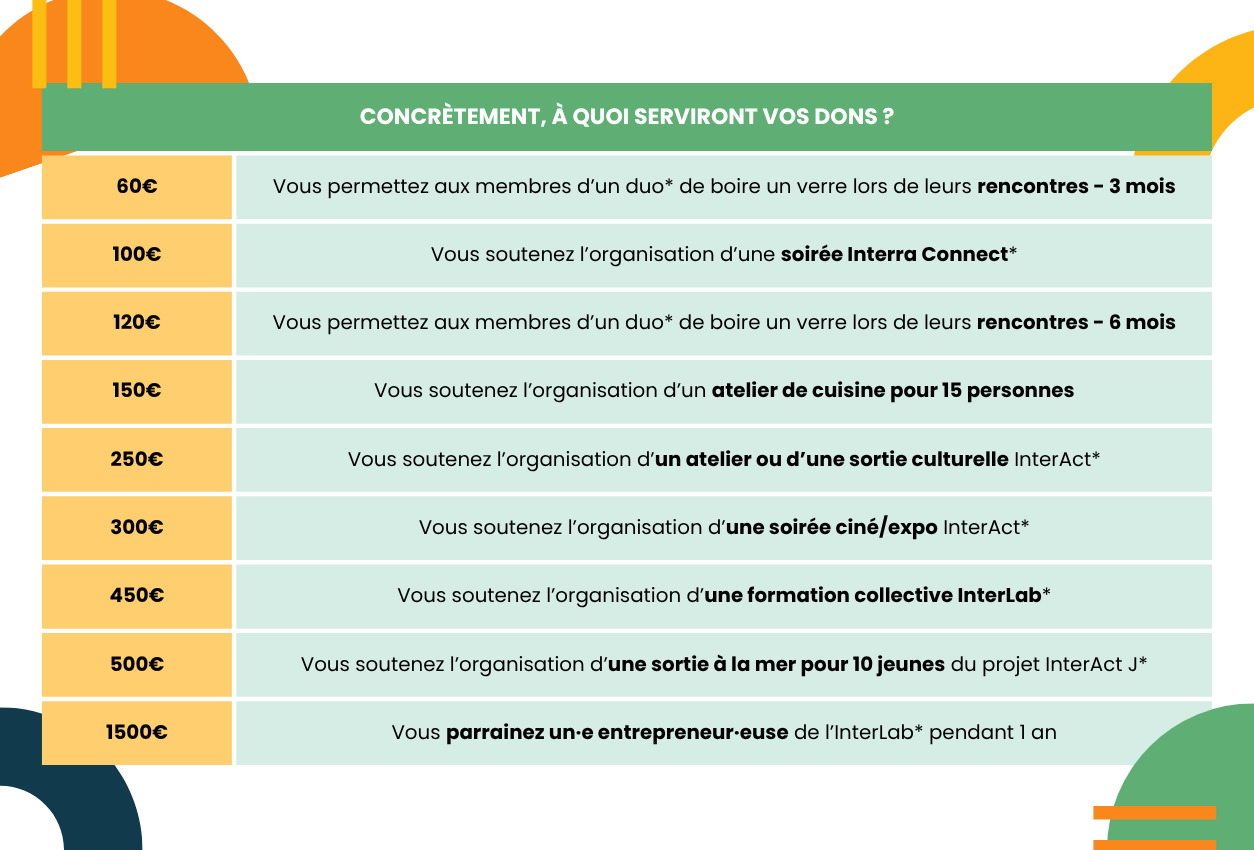 CONCRÈTEMENT, À QUOI SERVIRONT VOS DONS ?
60€ Vous permettez aux membres d’un duo* de boire un verre lors de leurs rencontres - 3 mois
100€ Vous soutenez l’organisation d’une soirée Interra Connect*
120€ Vous permettez aux membres d’un duo* de boire un verre lors de leurs rencontres - 6 mois
150€ Vous soutenez l’organisation d’un atelier de cuisine pour 15 personnes
250€ Vous soutenez l’organisation d’un atelier ou d’une sortie culturelle InterAct*
300€ Vous soutenez l’organisation d’une soirée ciné/expo InterAct*
450€ Vous soutenez l’organisation d’une formation collective InterLab*
500€ Vous soutenez l’organisation d’une sortie à la mer pour 10 jeunes du projet InterAct J*
1500€ Vous parrainez un·e entrepreneur·euse de l’InterLab* pendant 1 an